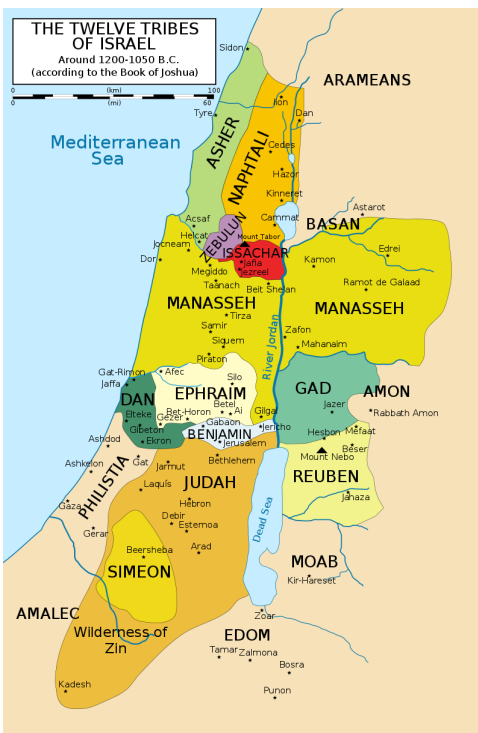 THE TWELVE TRIBES
OF ISRAEL
Around 1200-1050 B.C.
(according to the Book of Joshua)
0 (km) 100
0 (mi) 60
Sidon
ARAMEANS
Ilon
Dan
Tyre
Mediterranean
Sea
ASHER
NAPHTALI
Cedes
Hazor
Kinneret
Astarot
Acsaf
Cammat
BASAN
Helcat
ZEBULUN
Mount Tabor
Jocneam
ISSACHAR
Edrei
Dor
Jafia
Kamon
Megiddo
Jezreel
Taanach
Beit She'an
Ramot de Galaad
MANASSEH
MANASSEH
Tirza
River Jordan
Samir
Zafon
Siquem
Mahanaim
Piraton
Gat-Rimon
Afec
Jaffa
Silo
GAD
AMON
DAN
EPHRAIM
Betel
Jazer
Elteke
Bet-Horon
Ai
Gilgal
Rabbath Amon
Gezer
Gabaon
Gibeton
BENJAMIN
Jericho
Mefaat
Hesbon
Ekron
Jerusalem
Ashdod
Beser
Bethlehem
Mount Nebo
Gat
Jarmut
Ashkelon
PHILISTIA
REUBEN
Laquís
JUDAH
Jahaza
Hebron
Gaza
Dead Sea
Debir
Estemoa
Gerar
Arad
Beersheba
MOAB
SIMEON
Kir-Hareset
AMALEC
Zoar
Wilderness of
Zin
EDOM
Tamar
Zalmona
Bosra
Kadesh
Punon